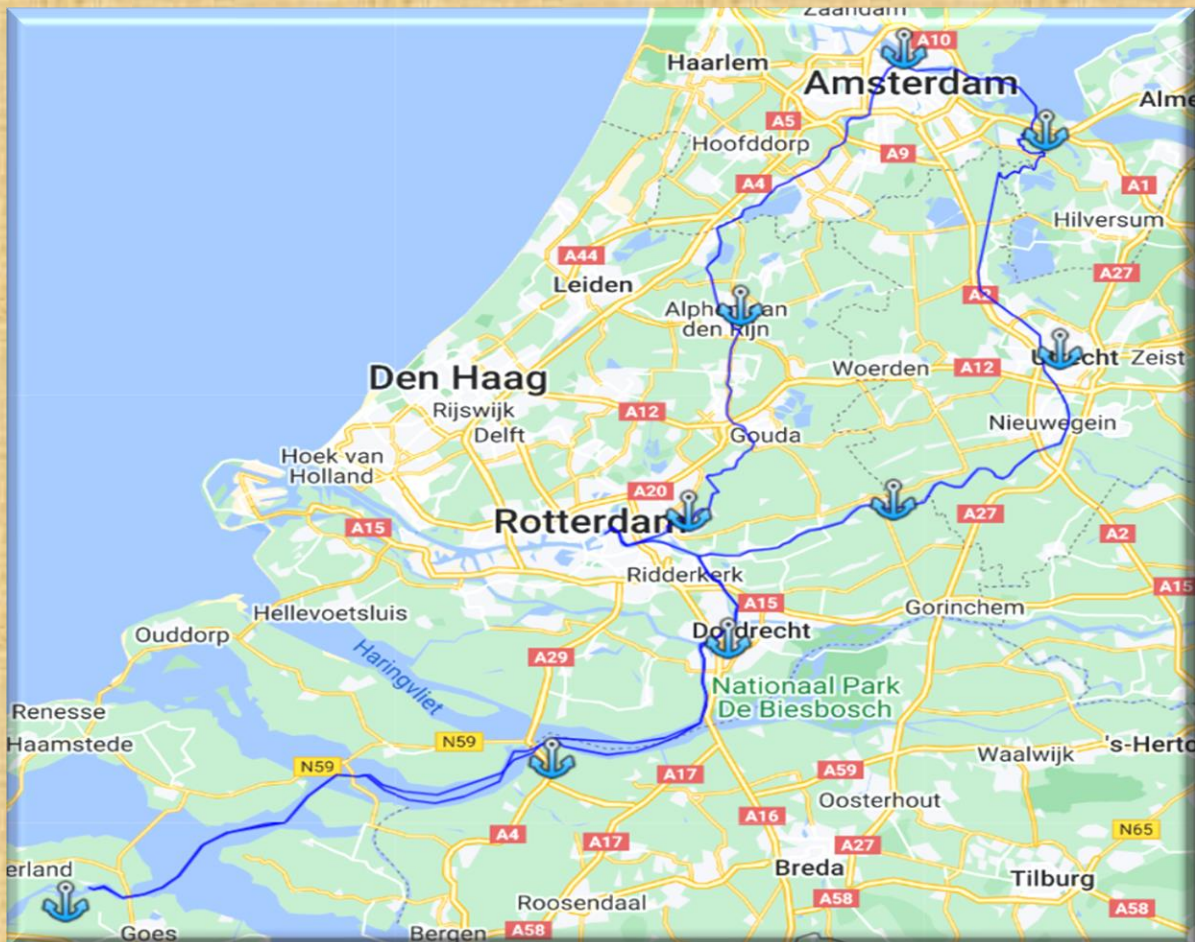 Zaandam
A10
Haarlem
Amsterdam
Alme
A5
Hoofddorp
A9
A4
A1
Hilversum
A44
A27
Leiden
A2
Alphen an
den Rijn
Utrecht
Zeist
Woerden
A12
Den Haag
Rijswijk
A12
Delft
Nieuwegein
Gouda
Hoek van
Holland
A20
Rotterdam
A15
A27
A2
Ridderkerk
A15
A15
Gorinchem
Hellevoetsluis
Ouddorp
Dordrecht
A29
Haringvliet
Nationaal Park
De Biesbosch
Renesse
Haamstede
N59
Waalwijk
's-Herto
N59
A17
A59
Oosterhout
A4
A17
A16
A27
N65
erland
Breda
Tilburg
Roosendaal
A58
A58
Goes
Bergen
A58